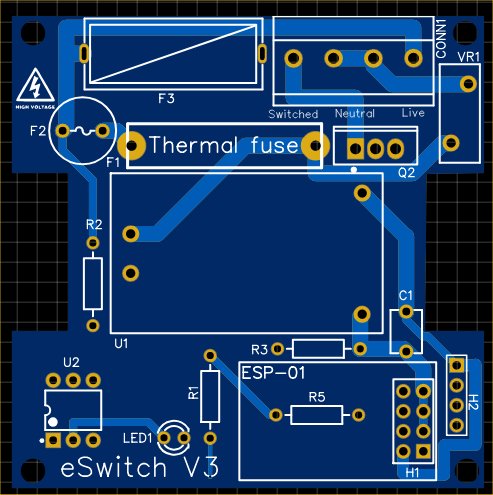 CONN1
VR1
F3
HIGH VOLTAGE
Switched
Neutral
Live
F2
F1
Thermal fuse
Q2
R2
C1
U1
R3
U2
ESP-01
R1
R5
H2
LED1
H1
eSwitch V3